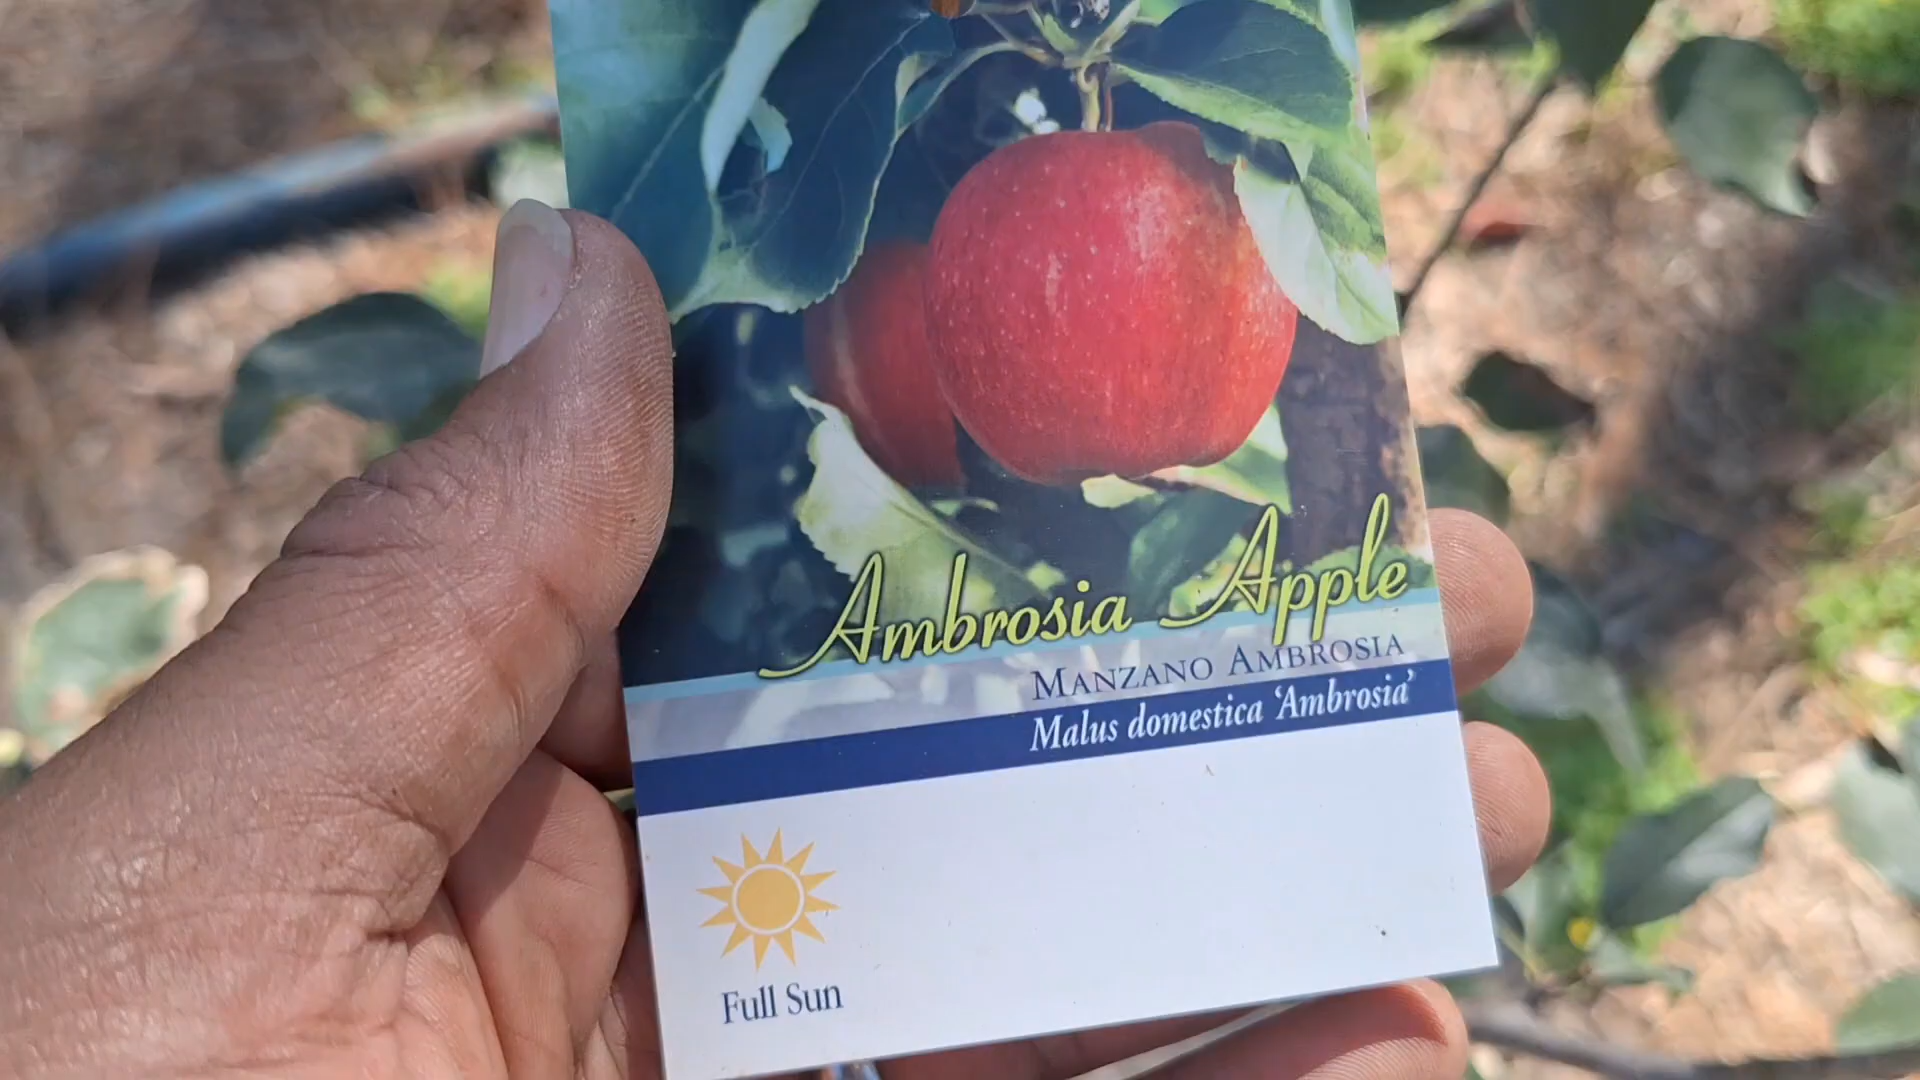 Ambrosia Apple
MANZANO AMBROSIA
Malus domestica 'Ambrosia'
Full Sun